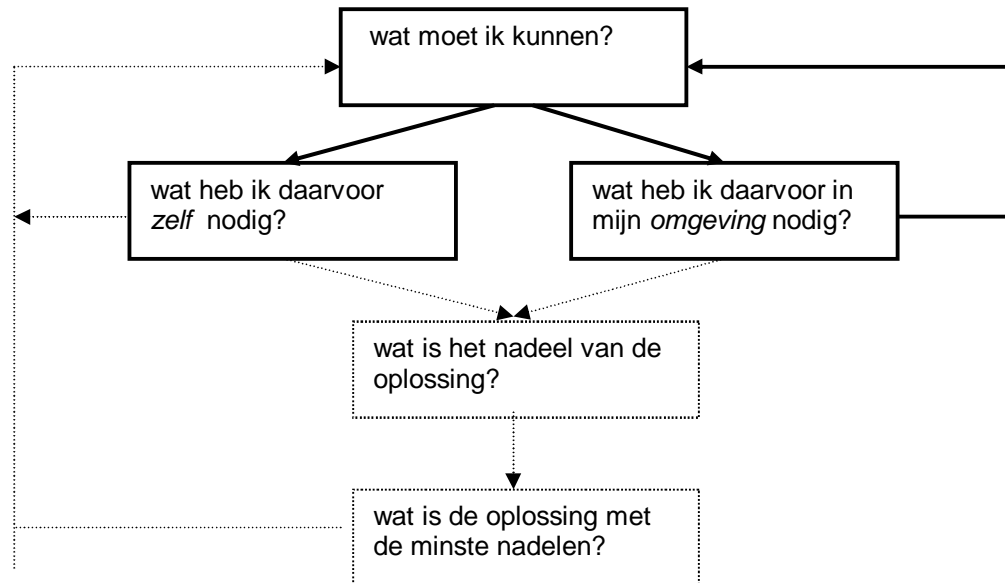 wat moet ik kunnen?
wat heb ik daarvoor
zelf nodig?
wat heb ik daarvoor in
mijn omgeving nodig?
wat is het nadeel van de
oplossing?
wat is de oplossing met
de minste nadelen?